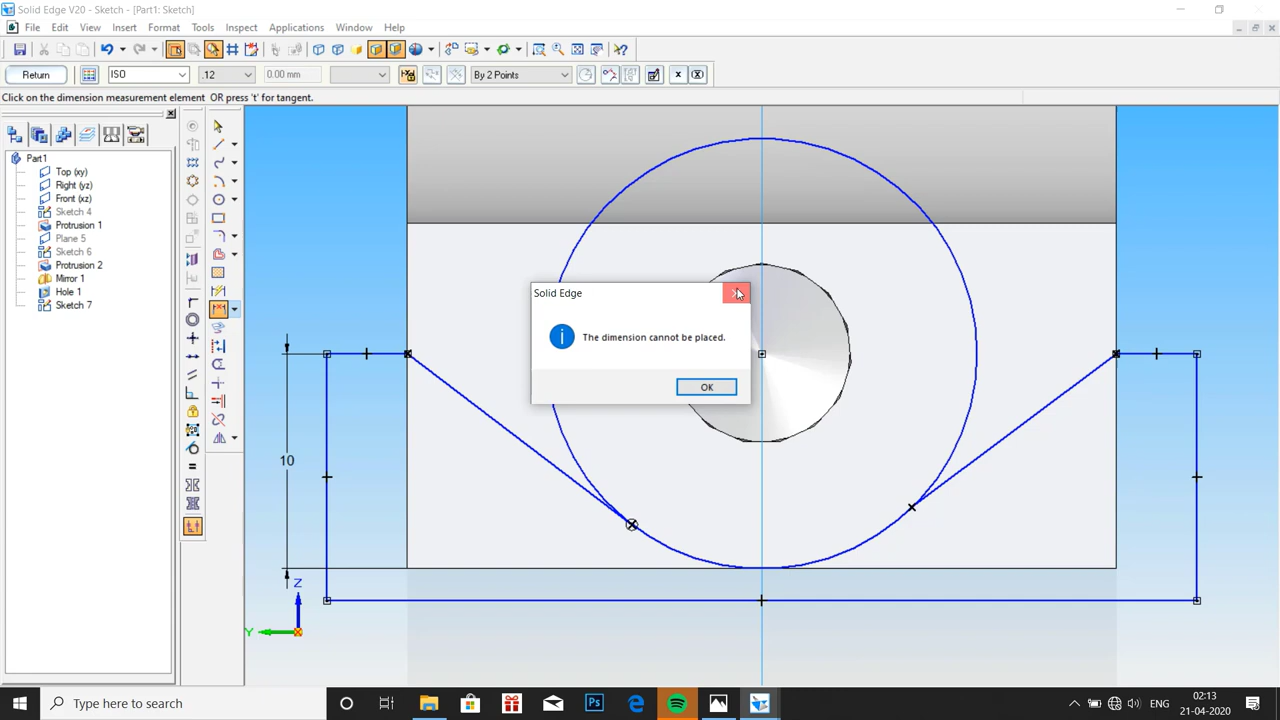 Solid Edge V20 - Sketch - [Part1: Sketch]
File Edit View Insert Format Tools Inspect Applications Window Help
Return ISO .12 0.00 mm By 2 Points
Click on the dimension measurement element OR press 't' for tangent.
Part1
Top (xy)
Right (yz)
Front (xz)
Sketch 4
Protrusion 1
Plane 5
Sketch 6
Protrusion 2
Mirror 1
Hole 1
Sketch 7
Solid Edge
The dimension cannot be placed.
OK
10
Z
Y
Type here to search
Ps
ENG
02:13
21-04-2020